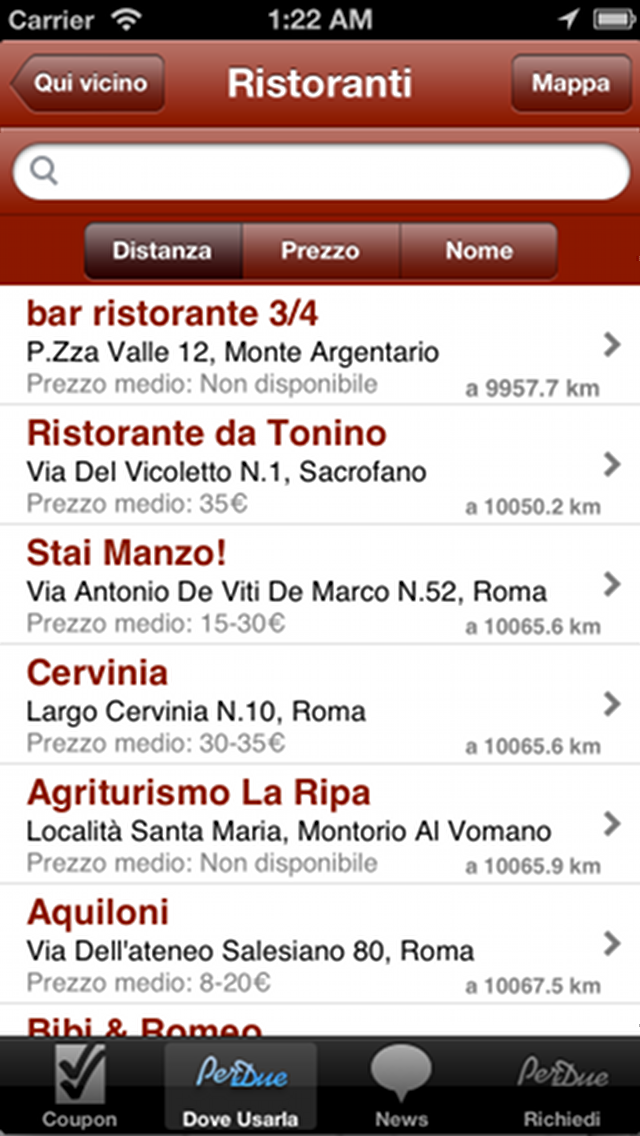 Carrier 1:22 AM
Qui vicino Ristoranti Mappa
Distanza Prezzo Nome
bar ristorante 3/4
P.Zza Valle 12, Monte Argentario
Prezzo medio: Non disponibile a 9957.7 km
Ristorante da Tonino
Via Del Vicoletto N.1, Sacrofano
Prezzo medio: 35€ a 10050.2 km
Stai Manzo!
Via Antonio De Viti De Marco N.52, Roma
Prezzo medio: 15-30€ a 10065.6 km
Cervinia
Largo Cervinia N.10, Roma
Prezzo medio: 30-35€ a 10065.6 km
Agriturismo La Ripa
Località Santa Maria, Montorio Al Vomano
Prezzo medio: Non disponibile a 10065.9 km
Aquiloni
Via Dell'ateneo Salesiano 80, Roma
Prezzo medio: 8-20€ a 10067.5 km
Bibi & Romeo
PerDue PerDue
Coupon Dove Usarla News Richiedi